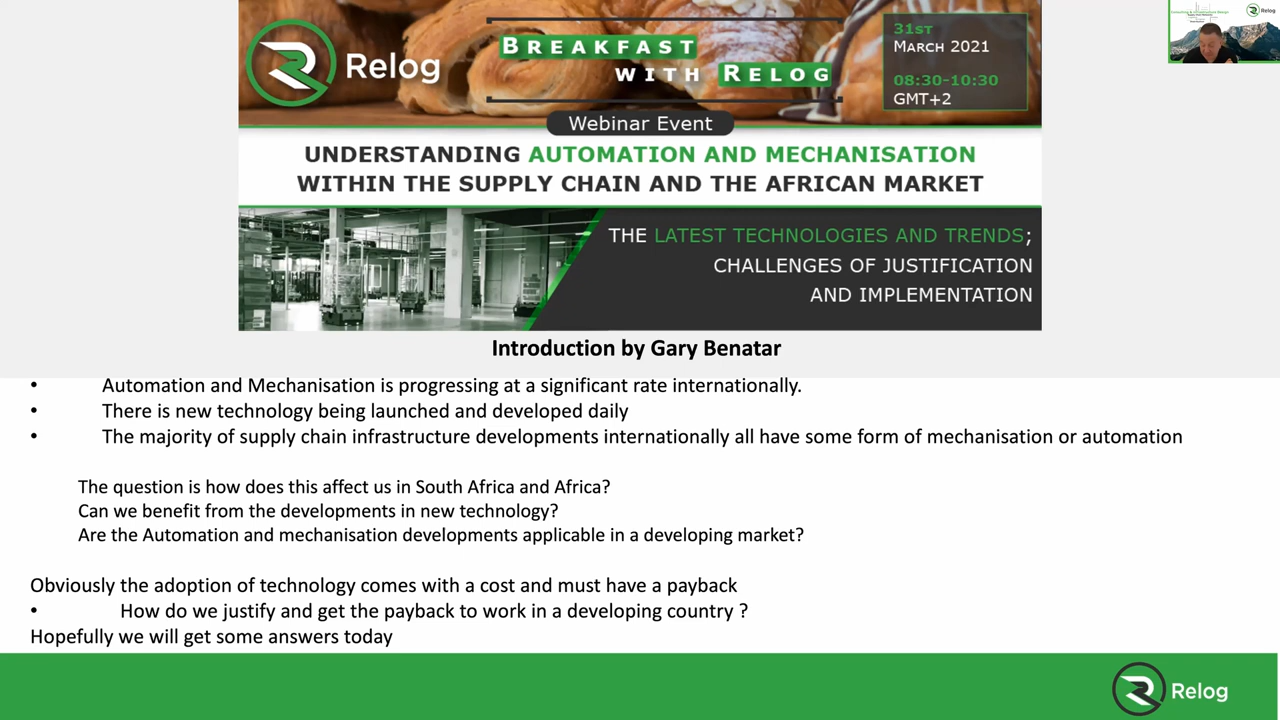 Relog
BREAKFAST
WITH RELOG
31ST
MARCH 2021
08:30-10:30
GMT+2
Relog
Webinar Event
UNDERSTANDING AUTOMATION AND MECHANISATION
WITHIN THE SUPPLY CHAIN AND THE AFRICAN MARKET
THE LATEST TECHNOLOGIES AND TRENDS;
CHALLENGES OF JUSTIFICATION
AND IMPLEMENTATION
Introduction by Gary Benatar
• Automation and Mechanisation is progressing at a significant rate internationally.
• There is new technology being launched and developed daily
• The majority of supply chain infrastructure developments internationally all have some form of mechanisation or automation
The question is how does this affect us in South Africa and Africa?
Can we benefit from the developments in new technology?
Are the Automation and mechanisation developments applicable in a developing market?
Obviously the adoption of technology comes with a cost and must have a payback
• How do we justify and get the payback to work in a developing country ?
Hopefully we will get some answers today
Relog